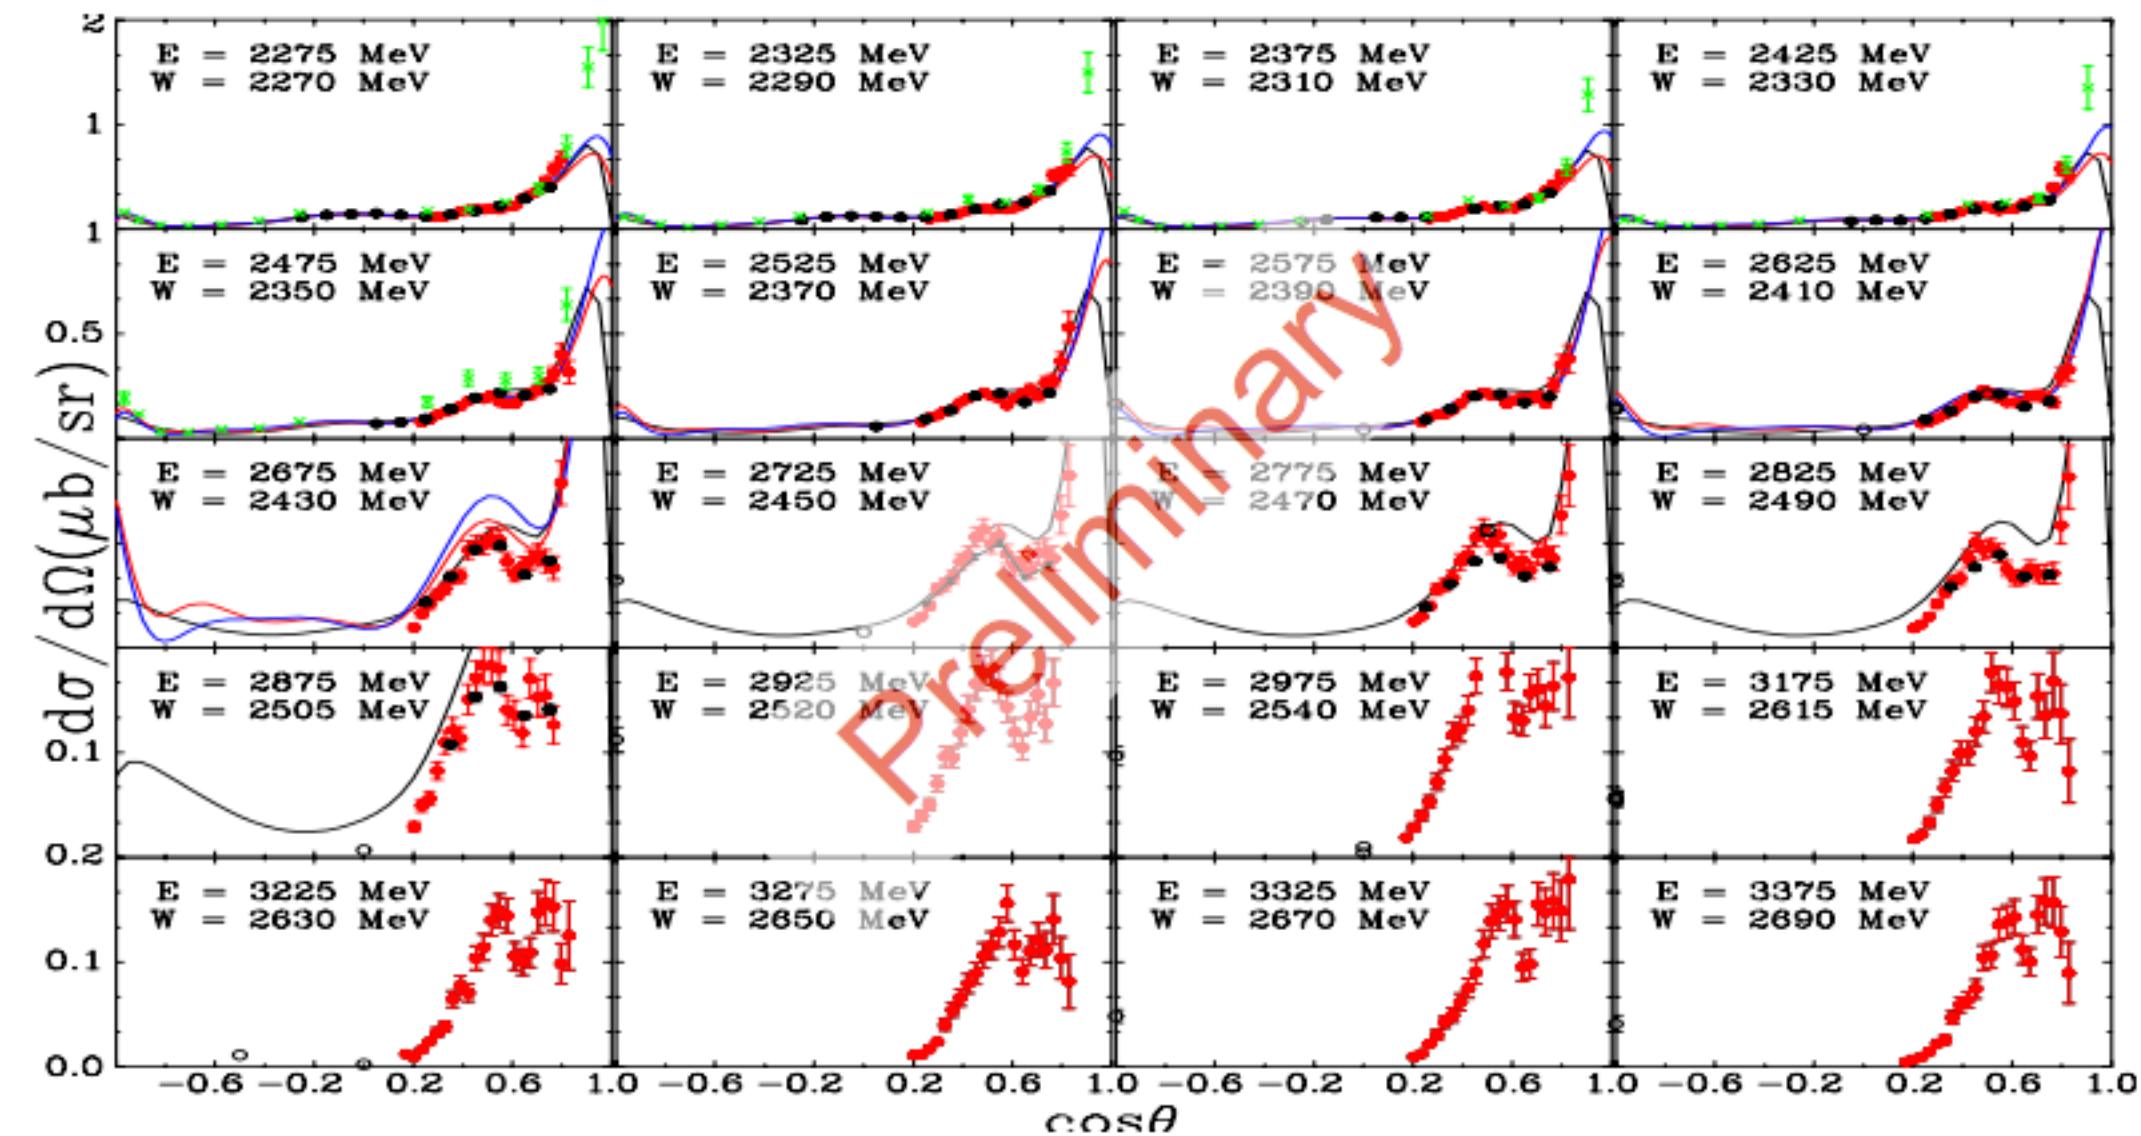 2
E = 2275 MeV
W = 2270 MeV
E = 2325 MeV
W = 2290 MeV
E = 2375 MeV
W = 2310 MeV
E = 2425 MeV
W = 2330 MeV
1
1
E = 2475 MeV
W = 2350 MeV
E = 2525 MeV
W = 2370 MeV
E = 2575 MeV
W = 2390 MeV
E = 2625 MeV
W = 2410 MeV
0.5
E = 2675 MeV
W = 2430 MeV
E = 2725 MeV
W = 2450 MeV
E = 2775 MeV
W = 2470 MeV
E = 2825 MeV
W = 2490 MeV
dσ/dΩ(μb/sr)
Preliminary
E = 2875 MeV
W = 2505 MeV
E = 2925 MeV
W = 2520 MeV
E = 2975 MeV
W = 2540 MeV
E = 3175 MeV
W = 2615 MeV
0.1
0.2
E = 3225 MeV
W = 2630 MeV
E = 3275 MeV
W = 2650 MeV
E = 3325 MeV
W = 2670 MeV
E = 3375 MeV
W = 2690 MeV
0.1
0.0
−0.6 −0.2 0.2 0.6 1.0 −0.6 −0.2 0.2 0.6 1.0 −0.6 −0.2 0.2 0.6 1.0 −0.6 −0.2 0.2 0.6 1.0
cosθ